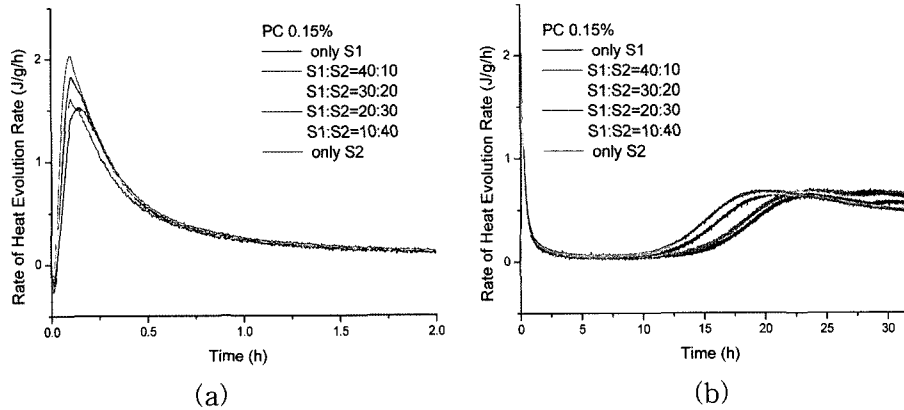 Rate of Heat Evolution Rate (J/g/h)
2
1
0
PC 0.15%
only S1
S1:S2=40:10
S1:S2=30:20
S1:S2=20:30
S1:S2=10:40
only S2
0.0
0.5
1.0
1.5
2.0
Time (h)
(a)
Rate of Heat Evolution Rate (J/g/h)
2
1
0
PC 0.15%
only S1
S1:S2=40:10
S1:S2=30:20
S1:S2=20:30
S1:S2=10:40
only S2
0
5
10
15
20
25
30
Time (h)
(b)